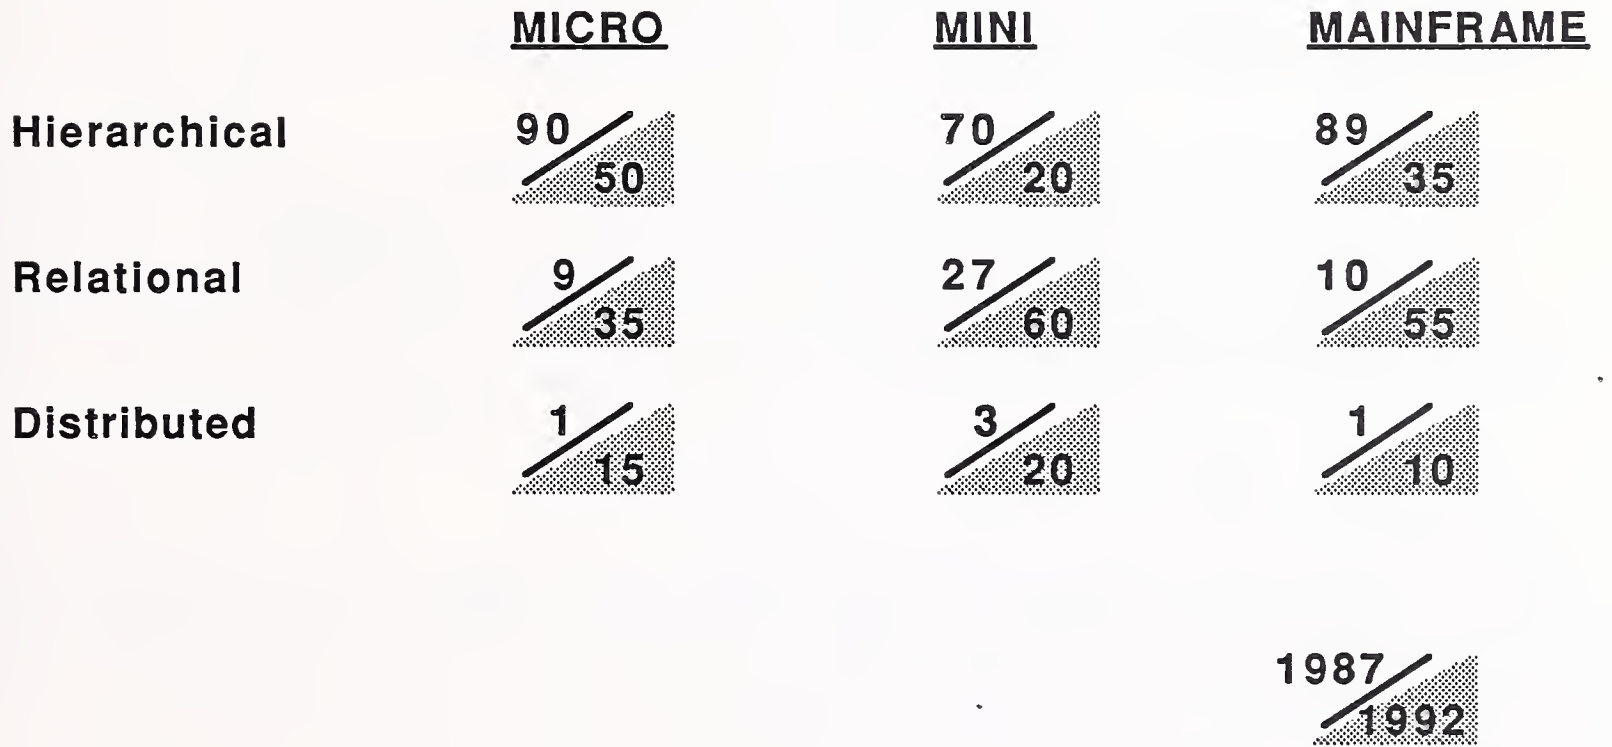 MICRO MINI MAINFRAME
Hierarchical 90 70 89
50 20 35
Relational 9 27 10
35 60 55
Distributed 1 3 1
15 20 10
1987
1992